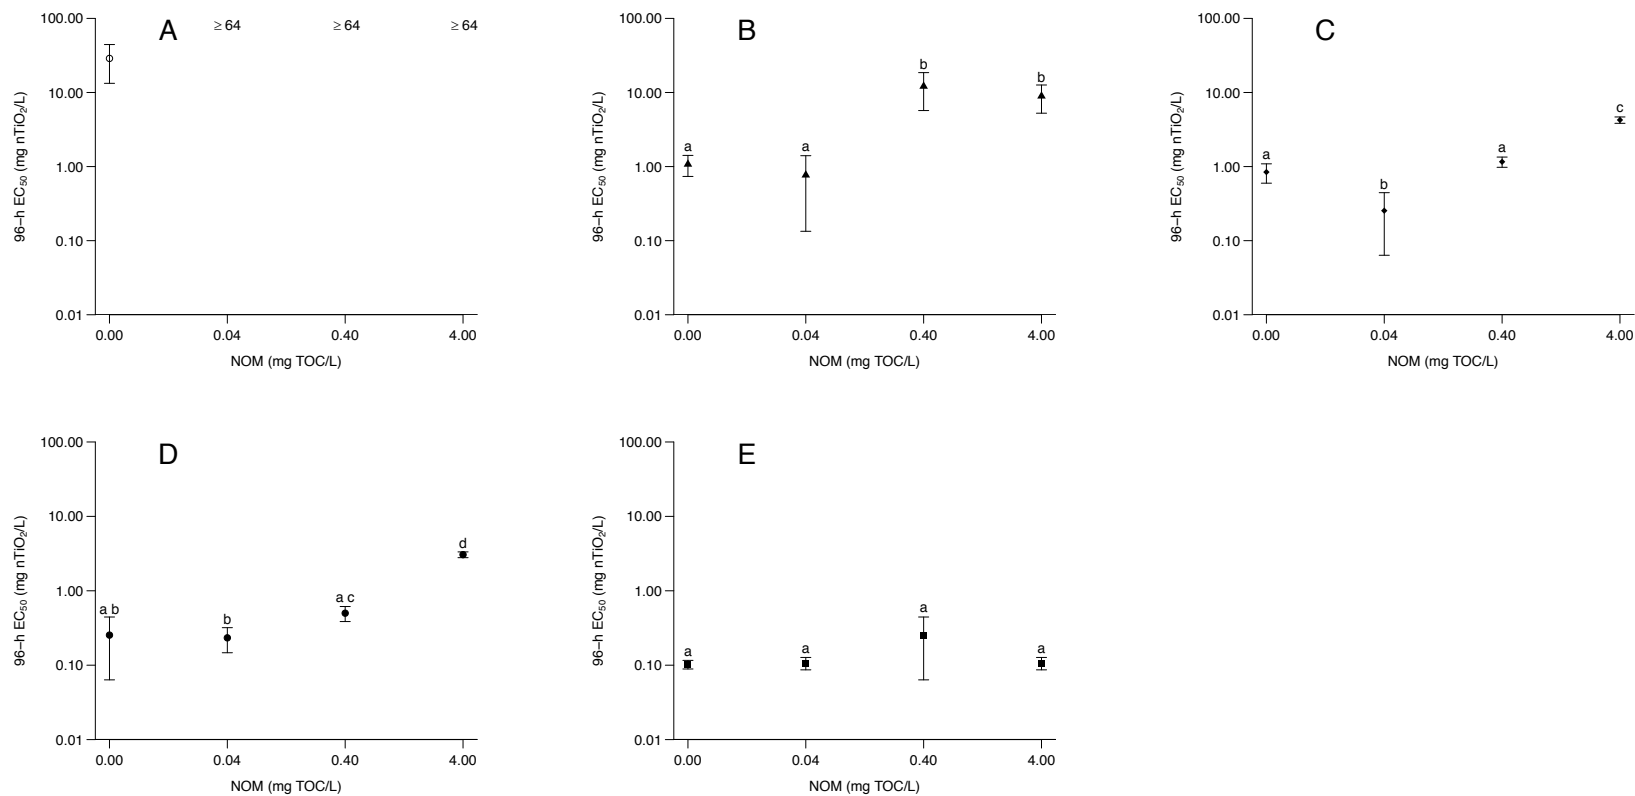 A
≥ 64 ≥ 64 ≥ 64
100.00
10.00
1.00
0.10
0.01
96–h EC50 (mg nTiO2/L)
0.00 0.04 0.40 4.00
NOM (mg TOC/L)
B
100.00
10.00
1.00
0.10
0.01
96–h EC50 (mg nTiO2/L)
a a b b
0.00 0.04 0.40 4.00
NOM (mg TOC/L)
C
100.00
10.00
1.00
0.10
0.01
96–h EC50 (mg nTiO2/L)
a b a c
0.00 0.04 0.40 4.00
NOM (mg TOC/L)
D
100.00
10.00
1.00
0.10
0.01
96–h EC50 (mg nTiO2/L)
a b b a c d
0.00 0.04 0.40 4.00
NOM (mg TOC/L)
E
100.00
10.00
1.00
0.10
0.01
96–h EC50 (mg nTiO2/L)
a a a a
0.00 0.04 0.40 4.00
NOM (mg TOC/L)